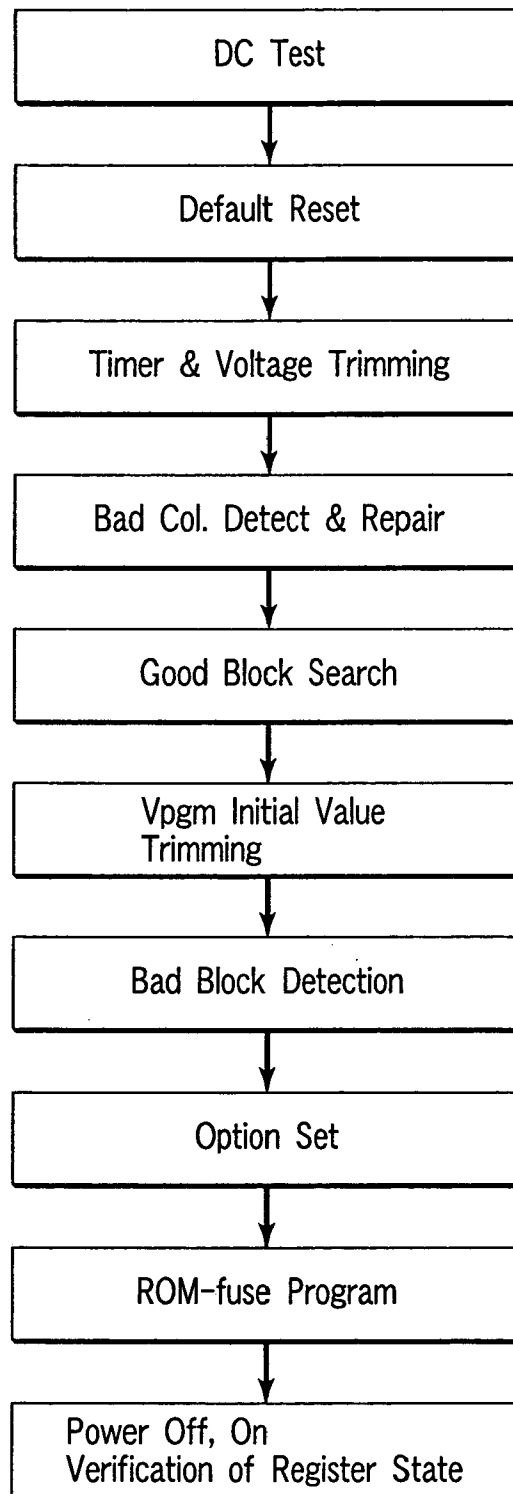 DC Test
Default Reset
Timer & Voltage Trimming
Bad Col. Detect & Repair
Good Block Search
Vpgm Initial Value
Trimming
Bad Block Detection
Option Set
ROM-fuse Program
Power Off, On
Verification of Register State